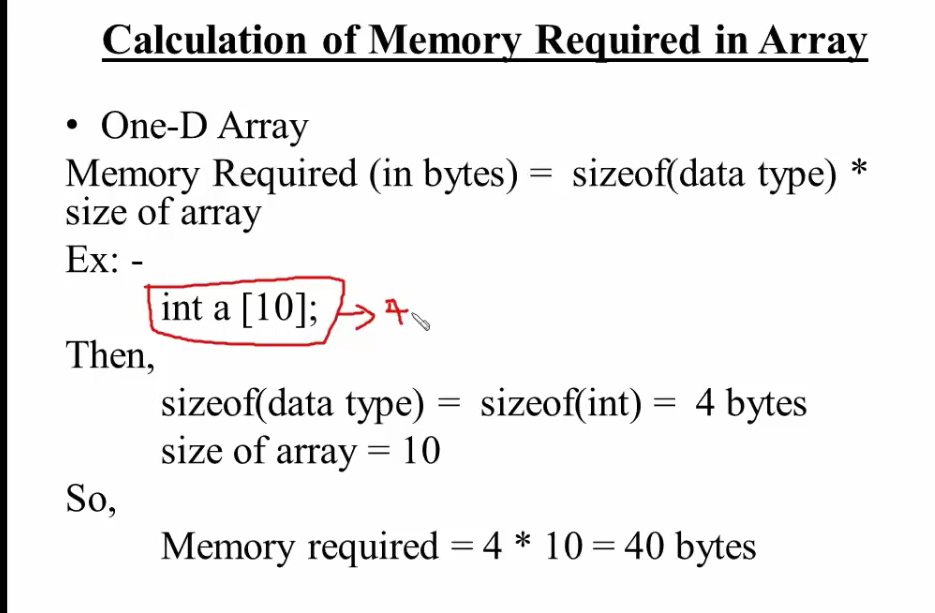 Calculation of Memory Required in Array
• One-D Array
Memory Required (in bytes) = sizeof(data type) *
size of array
Ex: -
int a [10]; → 4
Then,
sizeof(data type) = sizeof(int) = 4 bytes
size of array = 10
So,
Memory required = 4 * 10 = 40 bytes